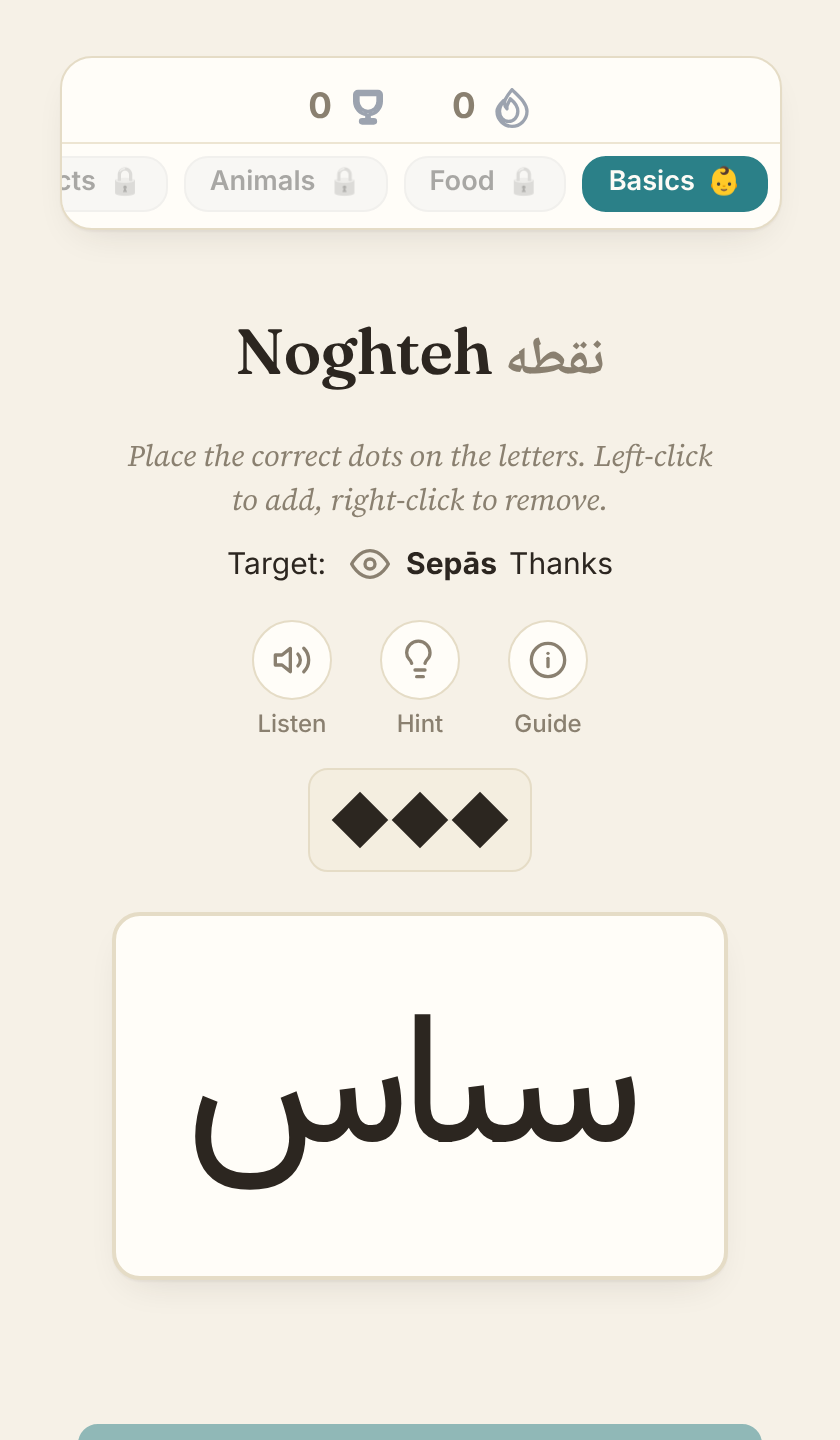 0 0
cts 🔒 Animals 🔒 Food 🔒 Basics 👶
Noghteh نقطه
Place the correct dots on the letters. Left-click
to add, right-click to remove.
Target: Sepās Thanks
Listen Hint Guide
◆◆◆
سٮاس